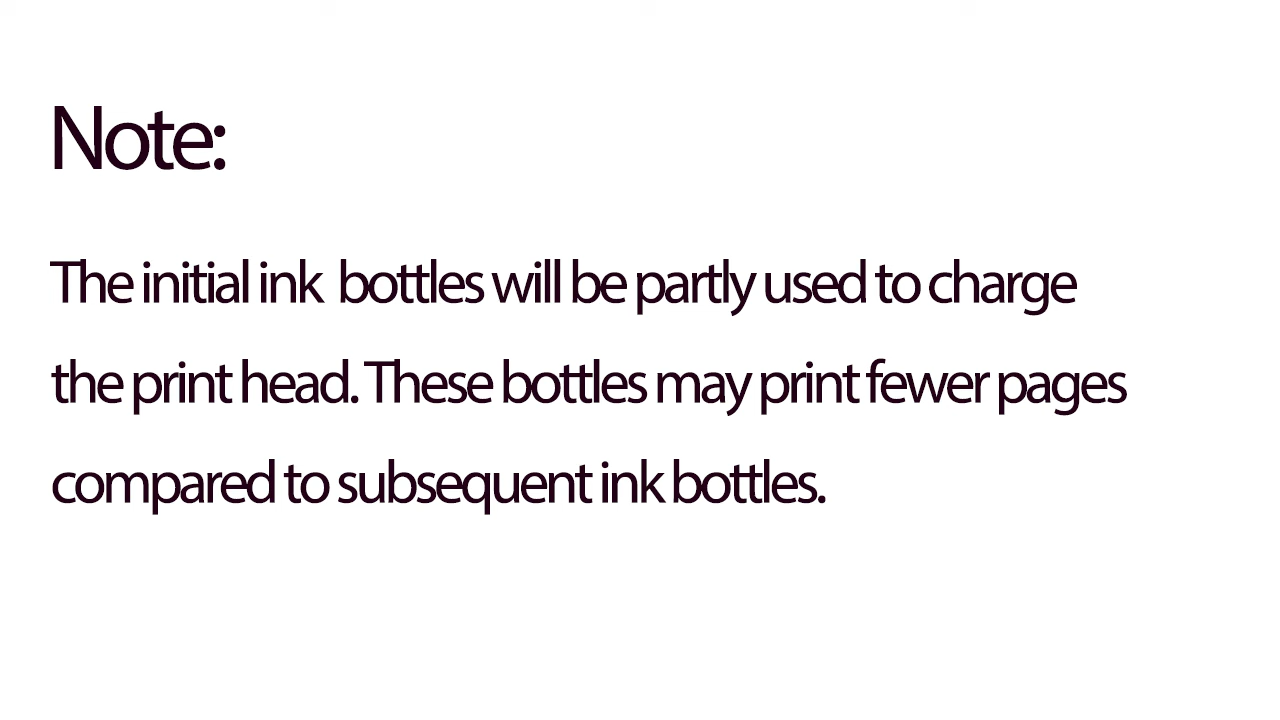 Note:
The initial ink  bottles will be partly used to charge
the print head. These bottles may print fewer pages
compared to subsequent ink bottles.